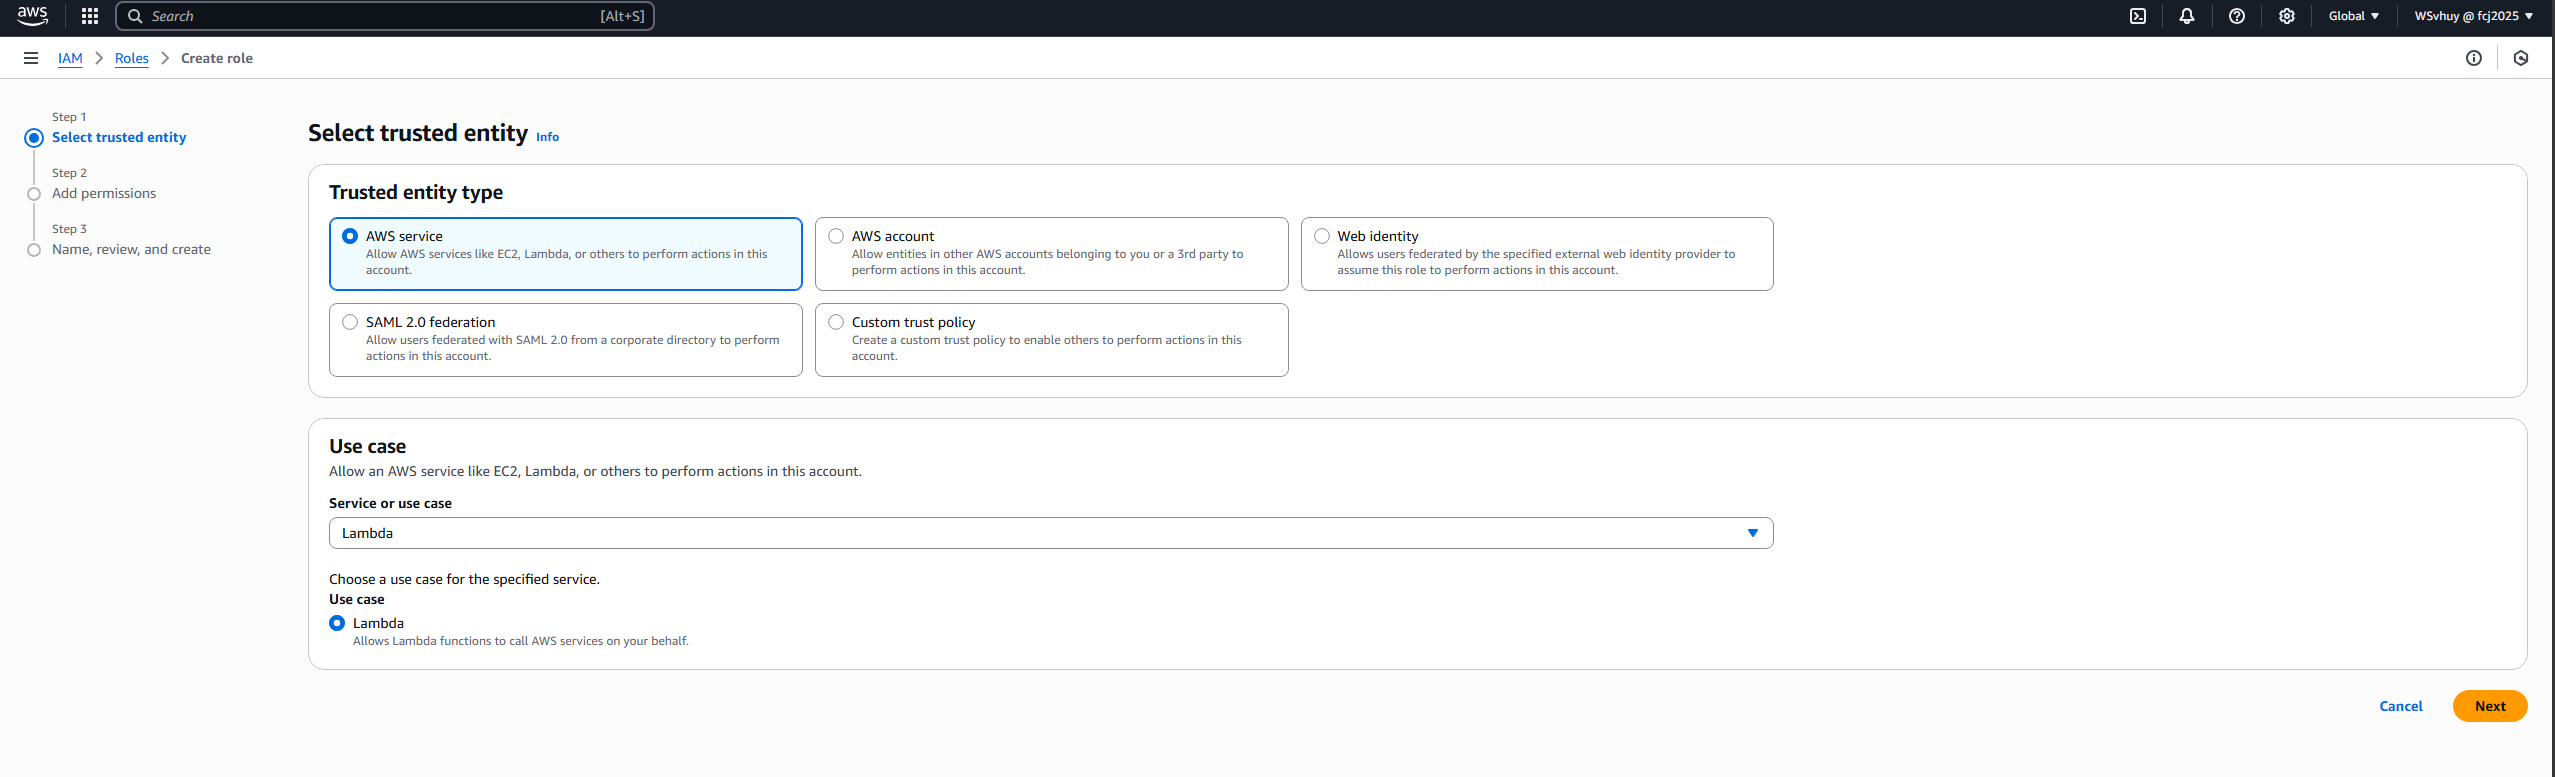 aws
Search
[Alt+S]
Global
WSvhuy @ fcj2025
IAM
Roles
Create role
Step 1
Select trusted entity
Step 2
Add permissions
Step 3
Name, review, and create
Select trusted entity Info
Trusted entity type
AWS service
Allow AWS services like EC2, Lambda, or others to perform actions in this
account.
AWS account
Allow entities in other AWS accounts belonging to you or a 3rd party to
perform actions in this account.
Web identity
Allows users federated by the specified external web identity provider to
assume this role to perform actions in this account.
SAML 2.0 federation
Allow users federated with SAML 2.0 from a corporate directory to perform
actions in this account.
Custom trust policy
Create a custom trust policy to enable others to perform actions in this
account.
Use case
Allow an AWS service like EC2, Lambda, or others to perform actions in this account.
Service or use case
Lambda
Choose a use case for the specified service.
Use case
Lambda
Allows Lambda functions to call AWS services on your behalf.
Cancel
Next